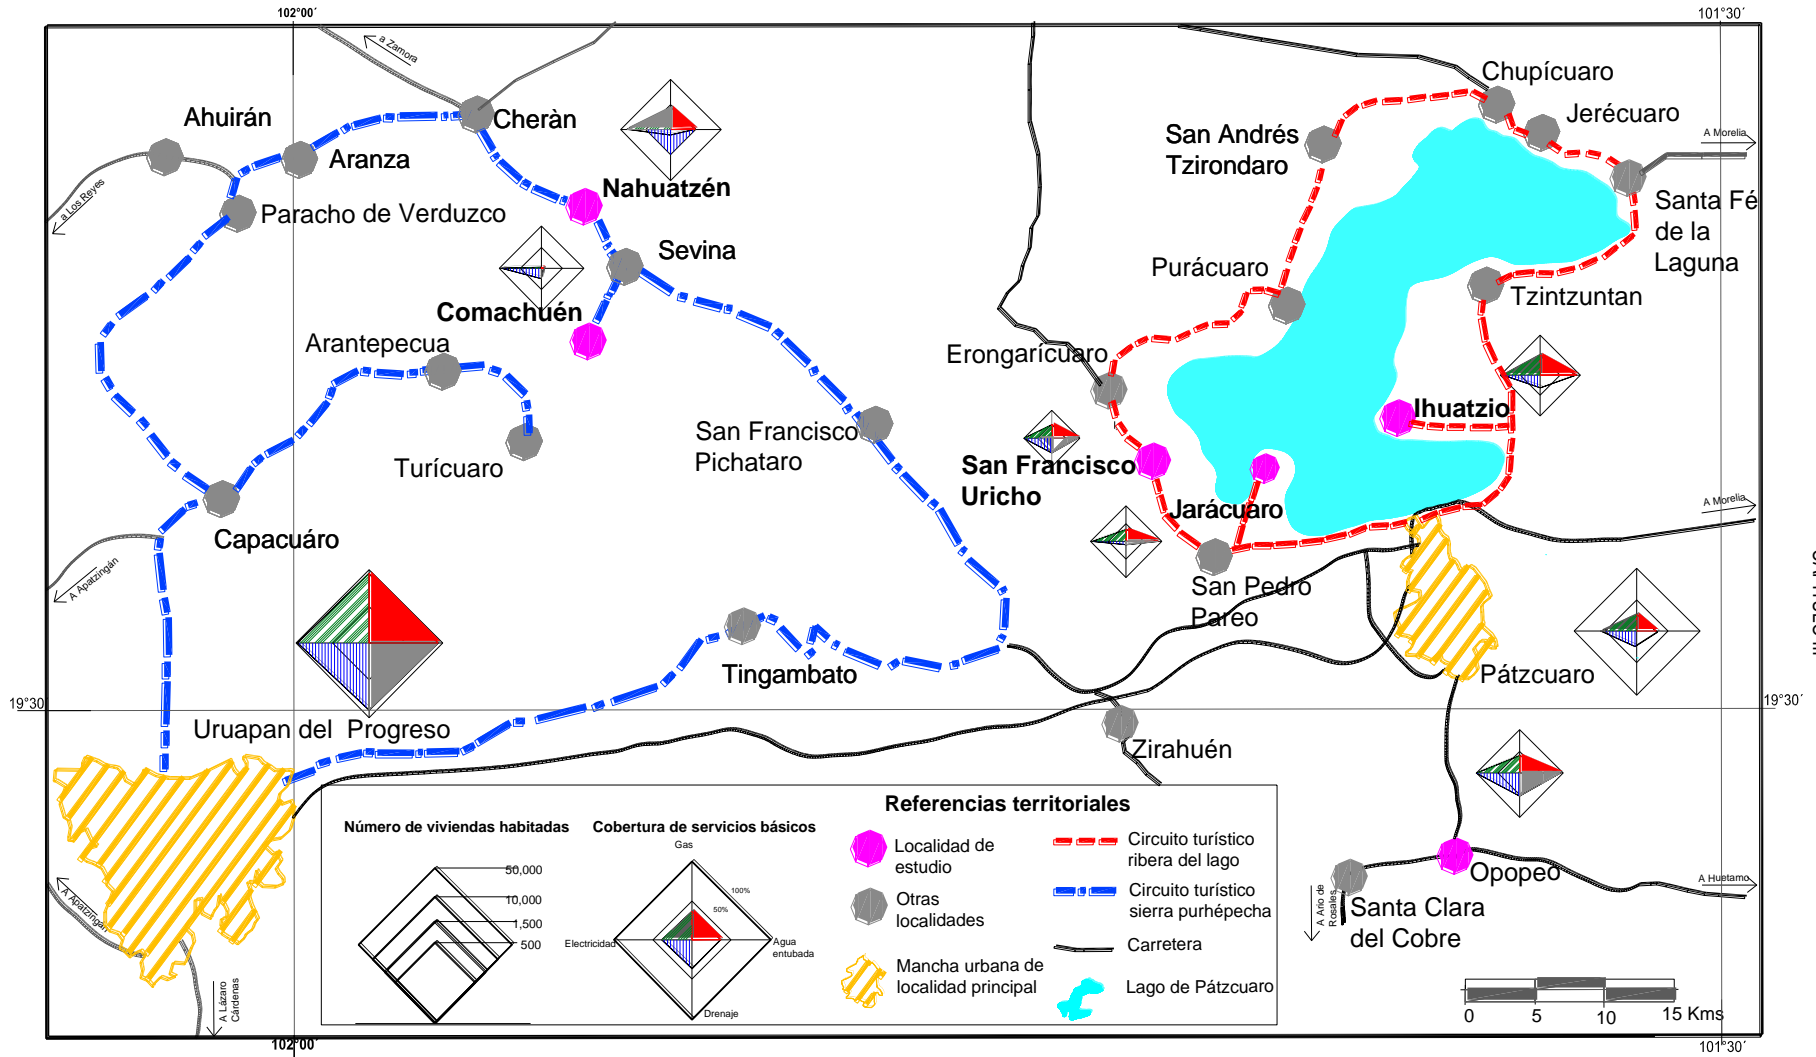 102°00´
101°30´
a Zamora
Chupícuaro
Ahuirán
Cheràn
Jerécuaro
San Andrés
Tzirondaro
A Morelia
Aranza
a Los Reyes
Nahuatzén
Paracho de Verduzco
Santa Fé
de la
Laguna
Sevina
Purácuaro
Tzintzuntan
Comachuén
Arantepecua
Erongarícuaro
Ihuatzio
San Francisco
Pichataro
Turícuaro
San Francisco
Uricho
Jarácuaro
A Morelia
Capacuáro
A Apatzingán
San Pedro
Pareo
Tingambato
Pátzcuaro
19°30
19°30´
Uruapan del Progreso
Zirahuén
Referencias territoriales
Número de viviendas habitadas
Cobertura de servicios básicos
Gas
50,000
10,000
1,500
500
100%
50%
Electricidad
Agua
entubada
Drenaje
Localidad de
estudio
Otras
localidades
Mancha urbana de
localidad principal
Circuito turístico
ribera del lago
Circuito turístico
sierra purhépecha
Carretera
Lago de Pátzcuaro
Opopeo
A Huetamo
A Ario de
Rosales
Santa Clara
del Cobre
A Apatzingán
A Lázaro
Cárdenas
0 5 10 15 Kms
102°00´
101°30´